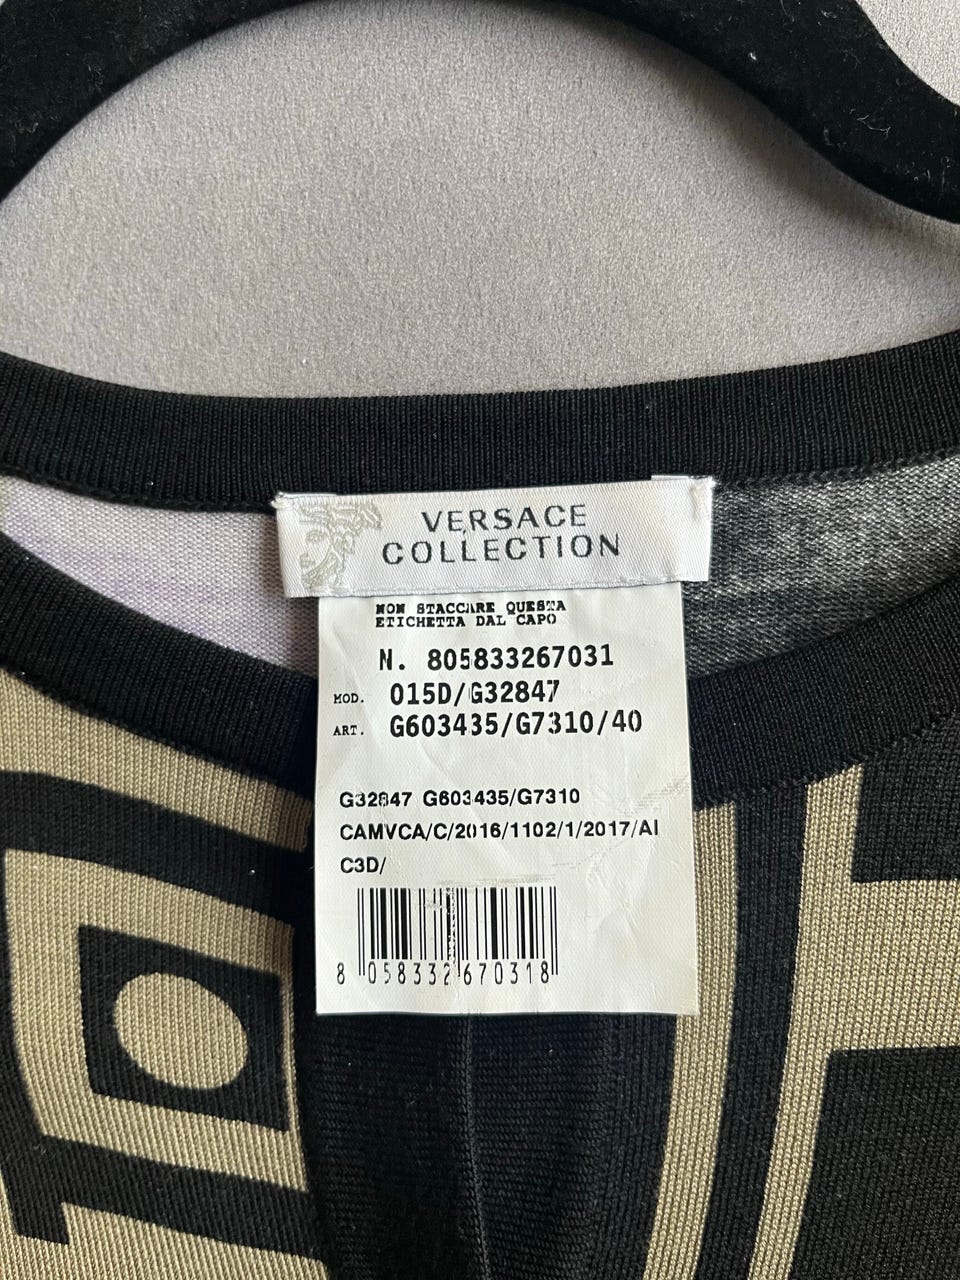 VERSACE
COLLECTION
NON STACCARE QUESTA
ETICHETTA DAL CAPO
N. 805833267031
MOD. 015D/G32847
ART. G603435/G7310/40
G32847 G603435/G7310
CAMVCA/C/2016/1102/1/2017/AI
C3D/
8 058332 670318